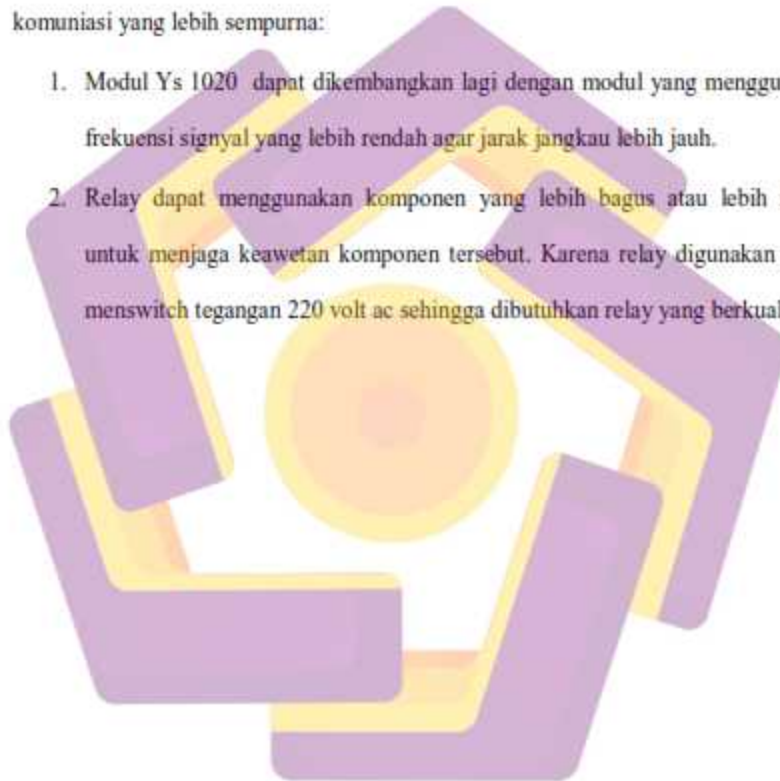 komuniasi yang lebih sempurna:
1. Modul Ys 1020 dapat dikembangkan lagi dengan modul yang
frekuensi signyal yang lebih rendah agar jarak jangkau lebih jauh.
2. Relay dapat menggunakan komponen yang lebih bagus atau lebih
untuk menjaga keawetan komponen tersebut. Karena relay digunakan
menswitch tegangan 220 volt ac sehingga dibutuhkan relay yang